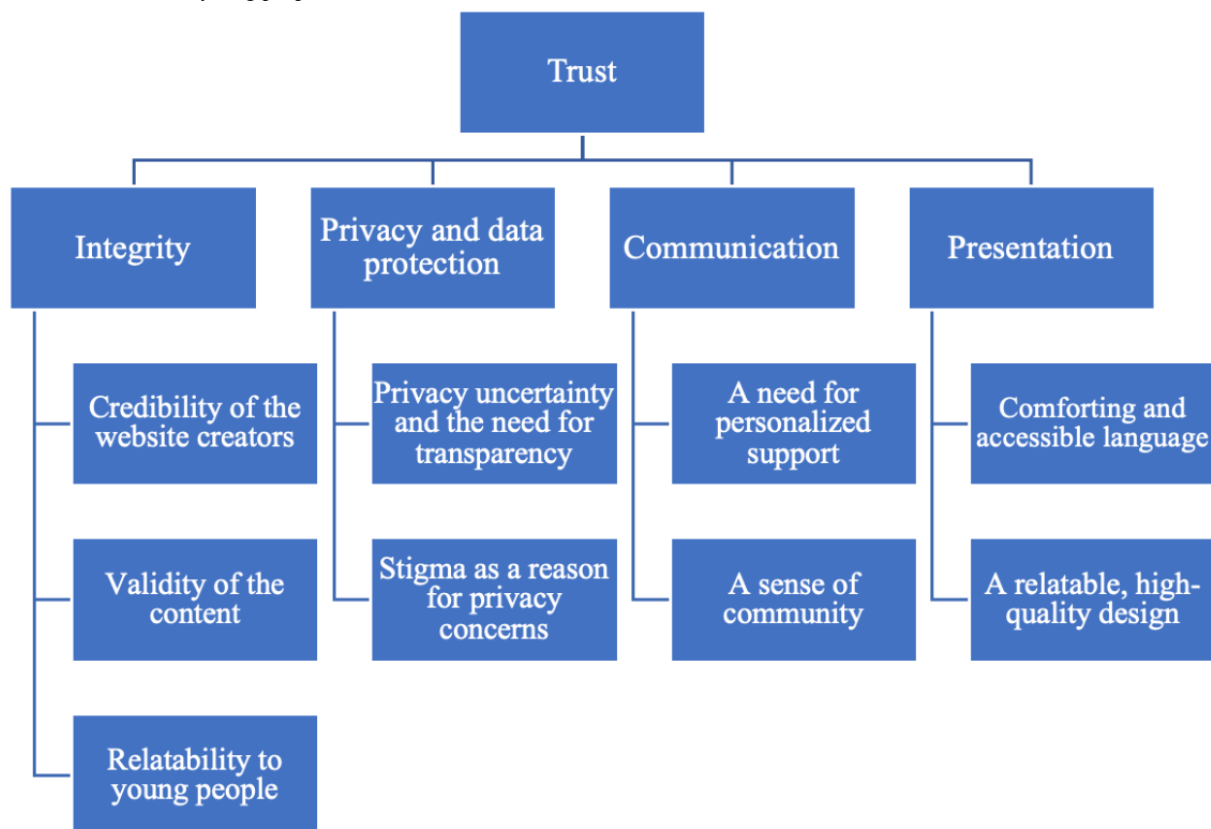 Trust
Integrity
Privacy and data
protection
Communication
Presentation
Credibility of the
website creators
Privacy uncertainty
and the need for
transparency
A need for
personalized
support
Comforting and
accessible language
Validity of the
content
Stigma as a reason
for privacy
concerns
A sense of
community
A relatable, high-
quality design
Relatability to
young people